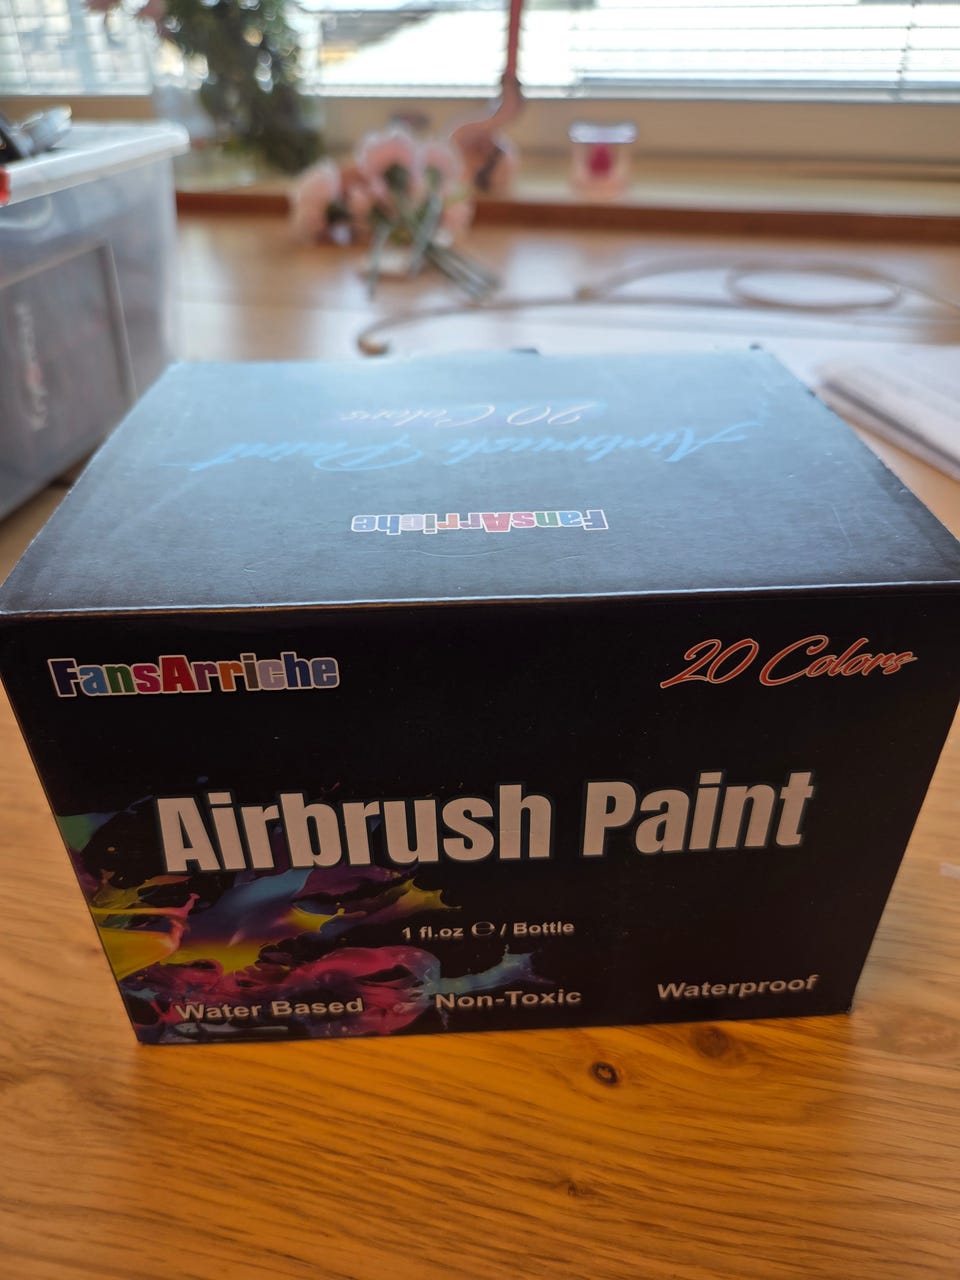 20 Colors
Airbrush Paint
FansArriche
FansArriche
20 Colors
Airbrush Paint
1 fl.oz ℮ / Bottle
Water Based
Non-Toxic
Waterproof